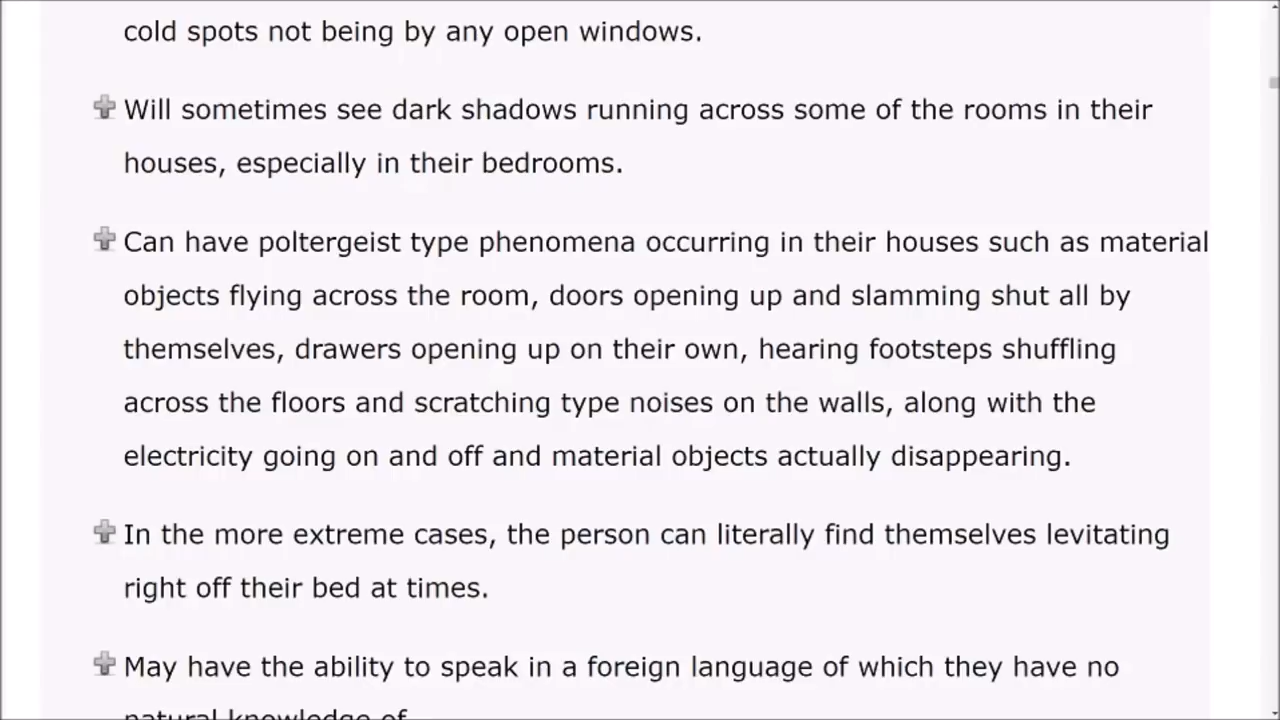 cold spots not being by any open windows.
Will sometimes see dark shadows running across some of the rooms in their
houses, especially in their bedrooms.
Can have poltergeist type phenomena occurring in their houses such as material
objects flying across the room, doors opening up and slamming shut all by
themselves, drawers opening up on their own, hearing footsteps shuffling
across the floors and scratching type noises on the walls, along with the
electricity going on and off and material objects actually disappearing.
In the more extreme cases, the person can literally find themselves levitating
right off their bed at times.
May have the ability to speak in a foreign language of which they have no
natural knowledge of